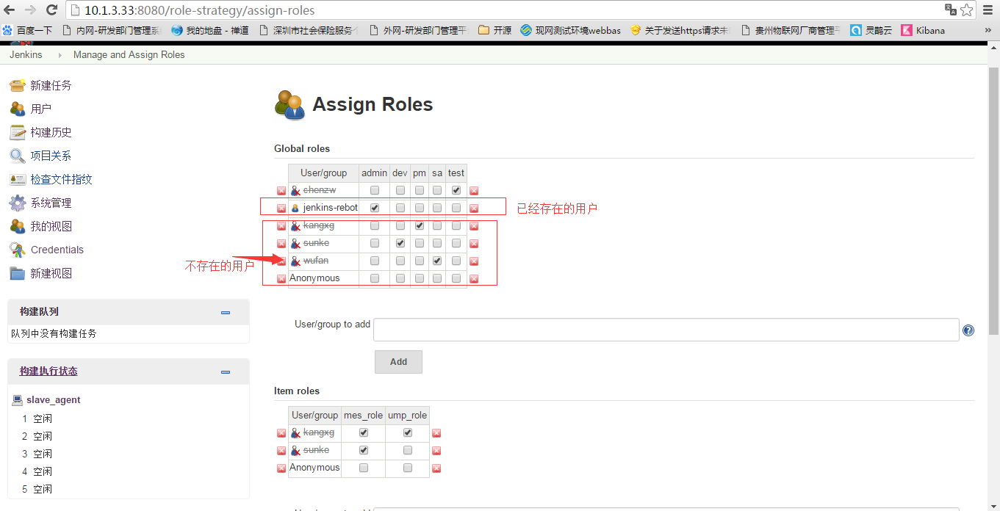 10.1.3.33:8080/role-strategy/assign-roles
百度一下 内网-研发部门管理系 我的地盘 - 禅道 深圳市社会保险服务个 外网-研发部门管理平 开源 现网测试环境webbas 关于发送https请求未 贵州物联网厂商管理平 灵鹊云 Kibana »
Jenkins Manage and Assign Roles
新建任务
用户
构建历史
项目关系
检查文件指纹
系统管理
我的视图
Credentials
新建视图
构建队列
队列中没有构建任务
构建执行状态
slave_agent
1 空闲
2 空闲
3 空闲
4 空闲
5 空闲
Assign Roles
Global roles
User/group admin dev pm sa test
chenzw
jenkins-rebot
已经存在的用户
kangxg
sunke
wufan
不存在的用户
Anonymous
User/group to add
Add
Item roles
User/group mes_role ump_role
kangxg
sunke
Anonymous